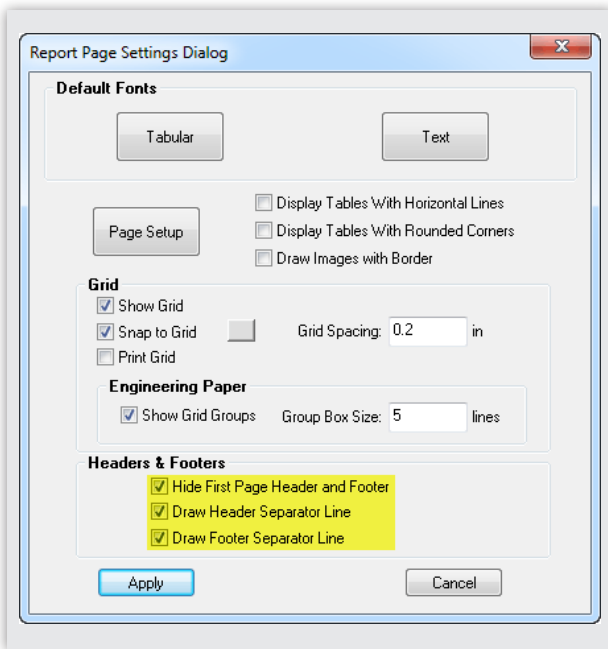 Report Page Settings Dialog
Default Fonts
Tabular
Text
Page Setup
Display Tables With Horizontal Lines
Display Tables With Rounded Corners
Draw Images with Border
Grid
Show Grid
Snap to Grid
Grid Spacing: 0.2 in
Print Grid
Engineering Paper
Show Grid Groups
Group Box Size: 5 lines
Headers & Footers
Hide First Page Header and Footer
Draw Header Separator Line
Draw Footer Separator Line
Apply
Cancel